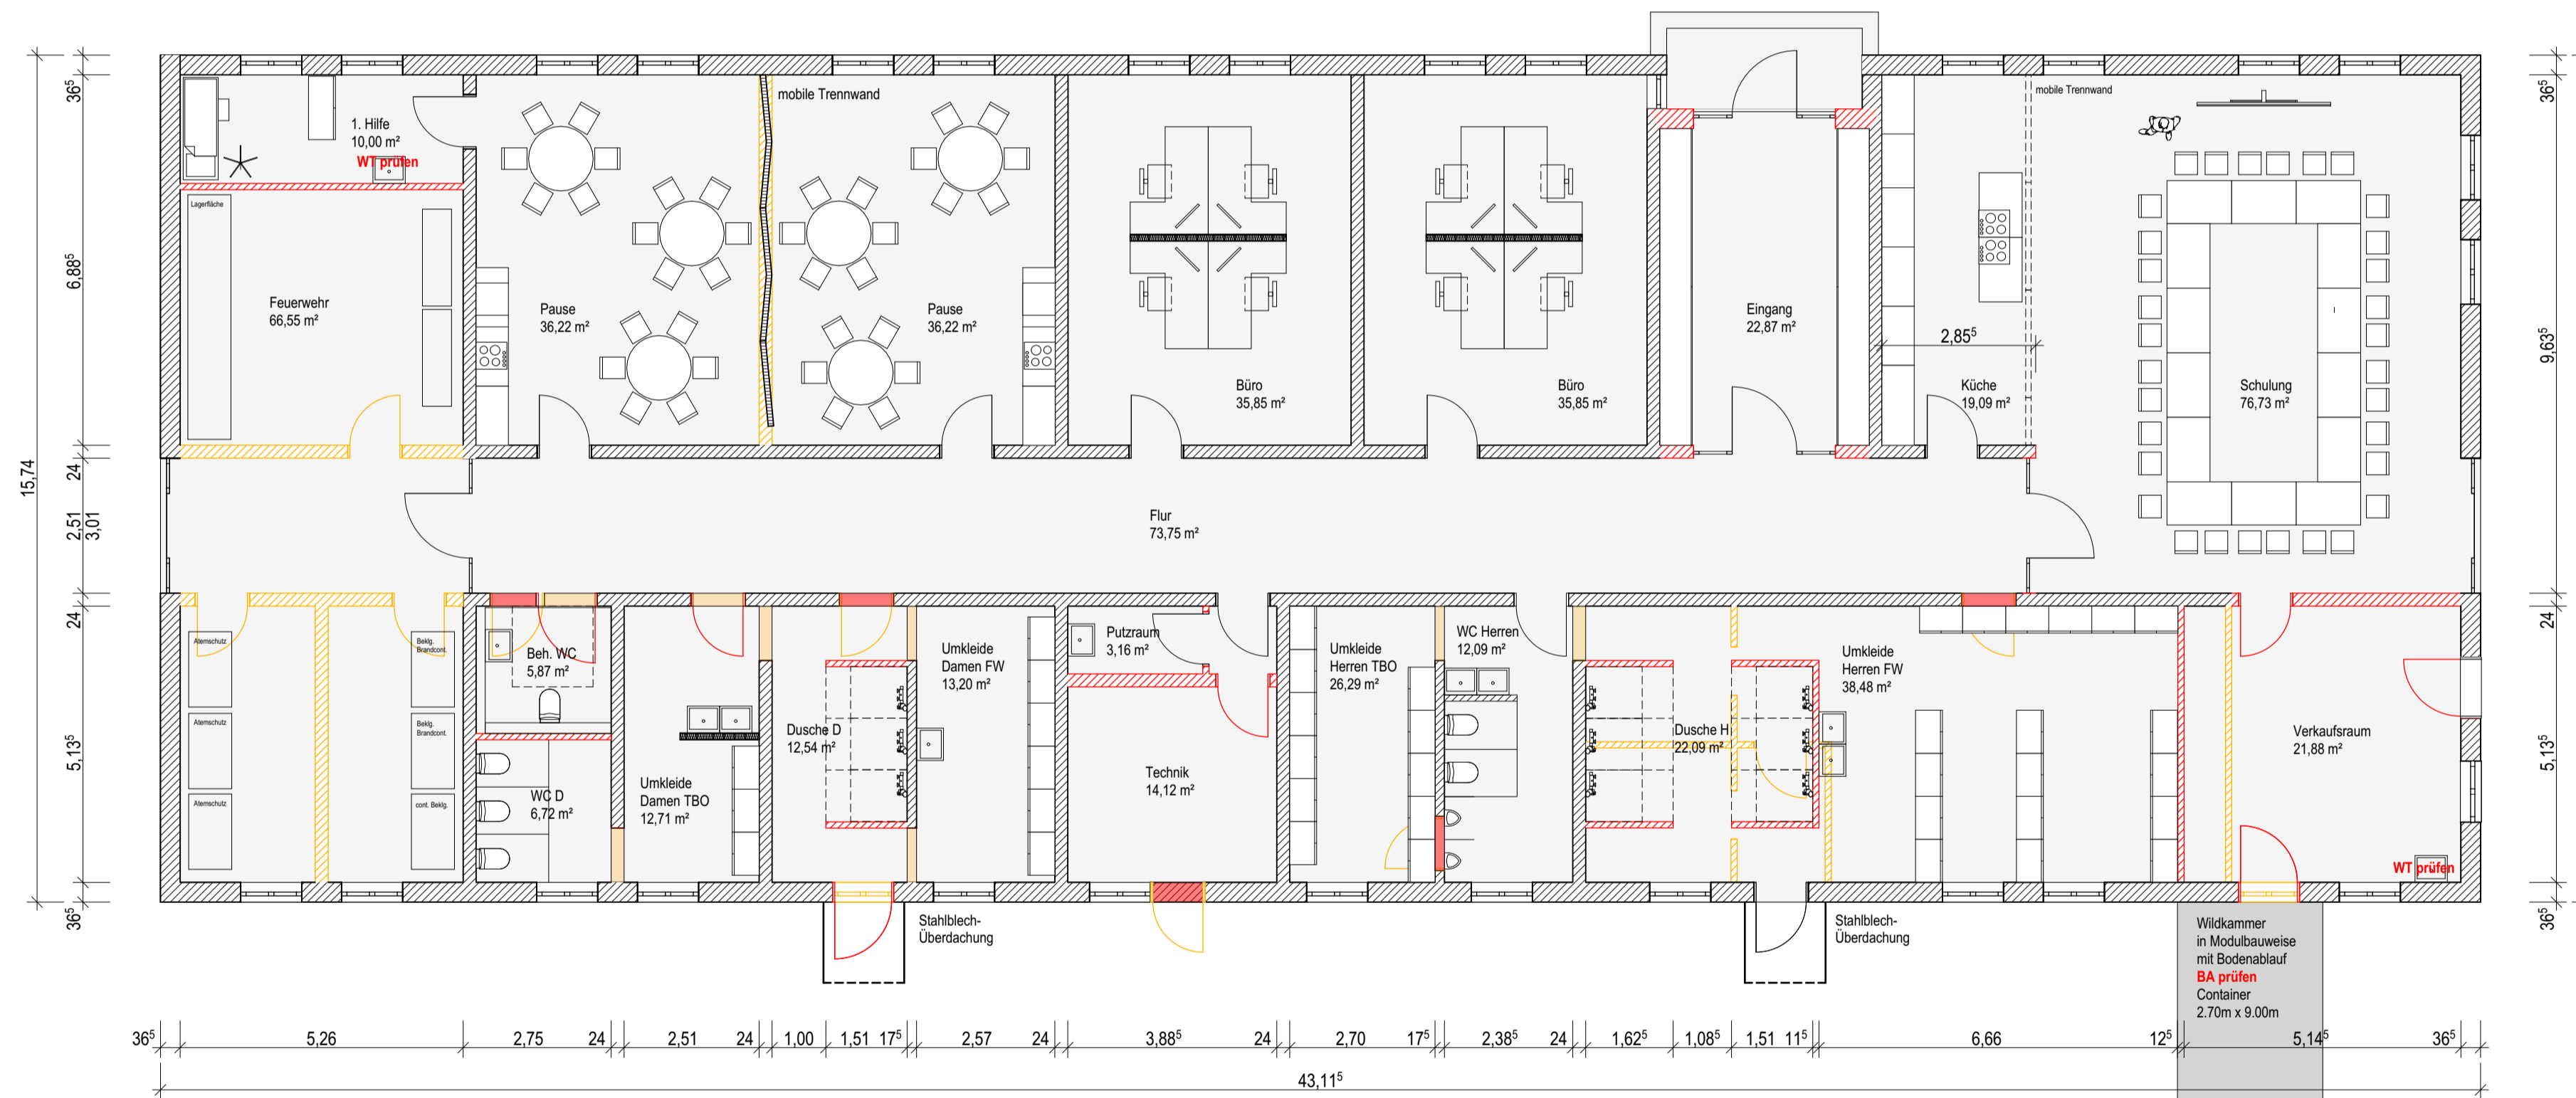 mobile Trennwand
mobile Trennwand
1. Hilfe
10,00 m²
WT prüfen
Lagerfläche
Feuerwehr
66,55 m²
Pause
36,22 m²
Pause
36,22 m²
Büro
35,85 m²
Büro
35,85 m²
Eingang
22,87 m²
2,85⁵
Küche
19,09 m²
Schulung
76,73 m²
Flur
73,75 m²
Atemschutz
Atemschutz
Atemschutz
Beklg.
Brandcont.
Beklg.
Brandcont.
cont. Beklg.
Beh. WC
5,87 m²
WC D
6,72 m²
Umkleide
Damen TBO
12,71 m²
Dusche D
12,54 m²
Umkleide
Damen FW
13,20 m²
Putzraum
3,16 m²
Technik
14,12 m²
Umkleide
Herren TBO
26,29 m²
WC Herren
12,09 m²
Dusche H
22,09 m²
Umkleide
Herren FW
38,48 m²
Verkaufsraum
21,88 m²
WT prüfen
Stahlblech-
Überdachung
Stahlblech-
Überdachung
Wildkammer
in Modulbauweise
mit Bodenablauf
BA prüfen
Container
2.70m x 9.00m
15,74
36⁵
6,88⁵
24
2,51
3,01
24
5,13⁵
36⁵
36⁵
9,63⁵
24
5,13⁵
36⁵
36⁵ 5,26 2,75 24 2,51 24 1,00 1,51 17⁵ 2,57 24 3,88⁵ 24 2,70 17⁵ 2,38⁵ 24 1,62⁵ 1,08⁵ 1,51 11⁵ 6,66 12⁵ 5,14⁵ 36⁵
43,11⁵